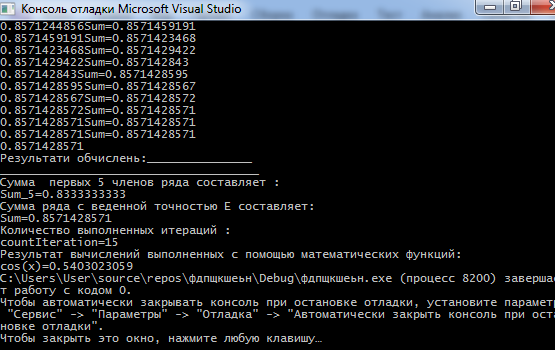 Консоль отладки Microsoft Visual Studio
0.8571244856Sum=0.8571459191
0.8571459191Sum=0.8571423468
0.8571423468Sum=0.8571429422
0.8571429422Sum=0.857142843
0.857142843Sum=0.8571428595
0.8571428595Sum=0.8571428567
0.8571428567Sum=0.8571428572
0.8571428572Sum=0.8571428571
0.8571428571Sum=0.8571428571
0.8571428571Sum=0.8571428571
0.8571428571
Результати обчислень:_______________
_____________________________________
Сумма  первых 5 членов ряда составляет :
Sum_5=0.8333333333
Сумма ряда с веденной точностью E составляет:
Sum=0.8571428571
Количество выполненных итераций :
countIteration=15
Результат вычислений выполненных с помощью математических функций:
cos(x)=0.5403023059
C:\Users\User\source\repos\фдпщкшеьн\Debug\фдпщкшеьн.exe (процесс 8200) заверша
т работу с кодом 0.
Чтобы автоматически закрывать консоль при остановке отладки, установите параметр
"Сервис" -> "Параметры" -> "Отладка" -> "Автоматически закрыть консоль при оста
новке отладки".
Чтобы закрыть это окно, нажмите любую клавишу…